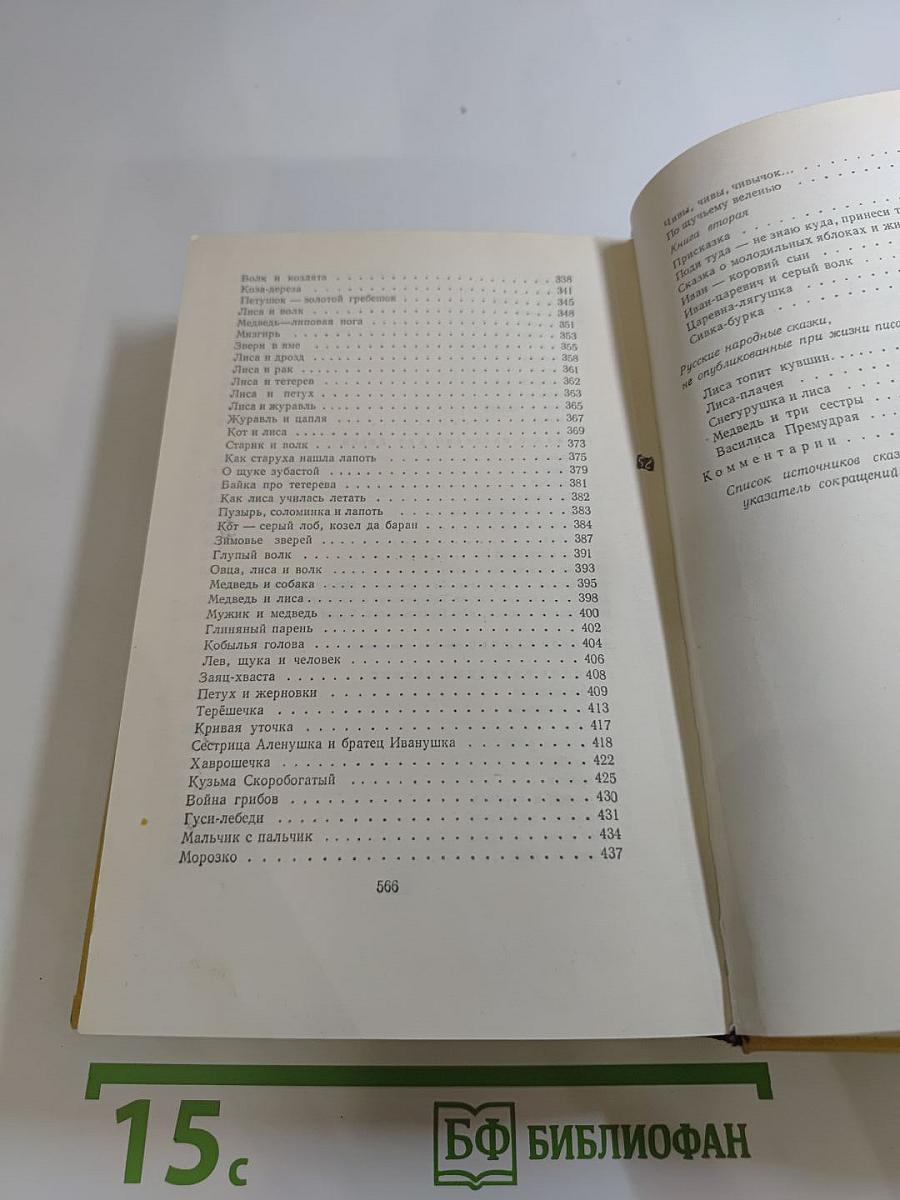 Волк и козлята . . . . . . . . . . . . . . 338
Коза-дереза . . . . . . . . . . . . . . 341
Петушок — золотой гребешок . . . . . . . . . . 345
Лиса и волк . . . . . . . . . . . . . . 348
Медведь—липовая нога . . . . . . . . . . . . 351
Мизгирь . . . . . . . . . . . . . . 353
Звери в яме . . . . . . . . . . . . . . 355
Лиса и дрозд . . . . . . . . . . . . . . 358
Лиса и рак . . . . . . . . . . . . . . 361
Лиса и тетерев . . . . . . . . . . . . . . 362
Лиса и петух . . . . . . . . . . . . . . 363
Лиса и журавль . . . . . . . . . . . . . . 365
Журавль и цапля . . . . . . . . . . . . . . 367
Кот и лиса . . . . . . . . . . . . . . 369
Старик и волк . . . . . . . . . . . . . . 373
Как старуха нашла лапоть . . . . . . . . . . . 375
О щуке зубастой . . . . . . . . . . . . . . 379
Байка про тетерева . . . . . . . . . . . . . 381
Как лиса училась летать . . . . . . . . . . . . 382
Пузырь, соломинка и лапоть . . . . . . . . . . . 383
Кот — серый лоб, козел да баран . . . . . . . . . 384
Зимовье зверей . . . . . . . . . . . . . . 387
Глупый волк . . . . . . . . . . . . . . 391
Овца, лиса и волк . . . . . . . . . . . . . . 393
Медведь и собака . . . . . . . . . . . . . . 395
Медведь и лиса . . . . . . . . . . . . . . 398
Мужик и медведь . . . . . . . . . . . . . . 400
Глиняный парень . . . . . . . . . . . . . . 402
Кобылья голова . . . . . . . . . . . . . . 404
Лев, щука и человек . . . . . . . . . . . . . 406
Заяц-хваста . . . . . . . . . . . . . . 408
Петух и жерновки . . . . . . . . . . . . . . 409
Терёшечка . . . . . . . . . . . . . . 413
Кривая уточка . . . . . . . . . . . . . . 417
Сестрица Аленушка и братец Иванушка . . . . . . . . 418
Хаврошечка . . . . . . . . . . . . . . 422
Кузьма Скоробогатый . . . . . . . . . . . . . 425
Война грибов . . . . . . . . . . . . . . 430
Гуси-лебеди . . . . . . . . . . . . . . 431
Мальчик с пальчик . . . . . . . . . . . . . . 434
Морозко . . . . . . . . . . . . . . 437
566
Чивы, чивы, чивычок... . . . . . .
По щучьему веленью . . . . . .
Книга вторая
Присказка . . . . . .
Поди туда — не знаю куда, принеси т
Сказка о молодильных яблоках и жи
Иван — коровий сын . . . . . .
Иван-царевич и серый волк . . . .
Царевна-лягушка . . . . . .
Сивка-бурка . . . . . .
Русские народные сказки,
не опубликованные при жизни писа
Лиса топит кувшин. . . . . .
Лиса-плачея . . . . . .
Снегурушка и лиса . . . . .
Медведь и три сестры . . . .
Василиса Премудрая . . . .
Комментарии . . . . .
Список источников сказ
указатель сокращений
15с
БФ БИБЛИОФАН